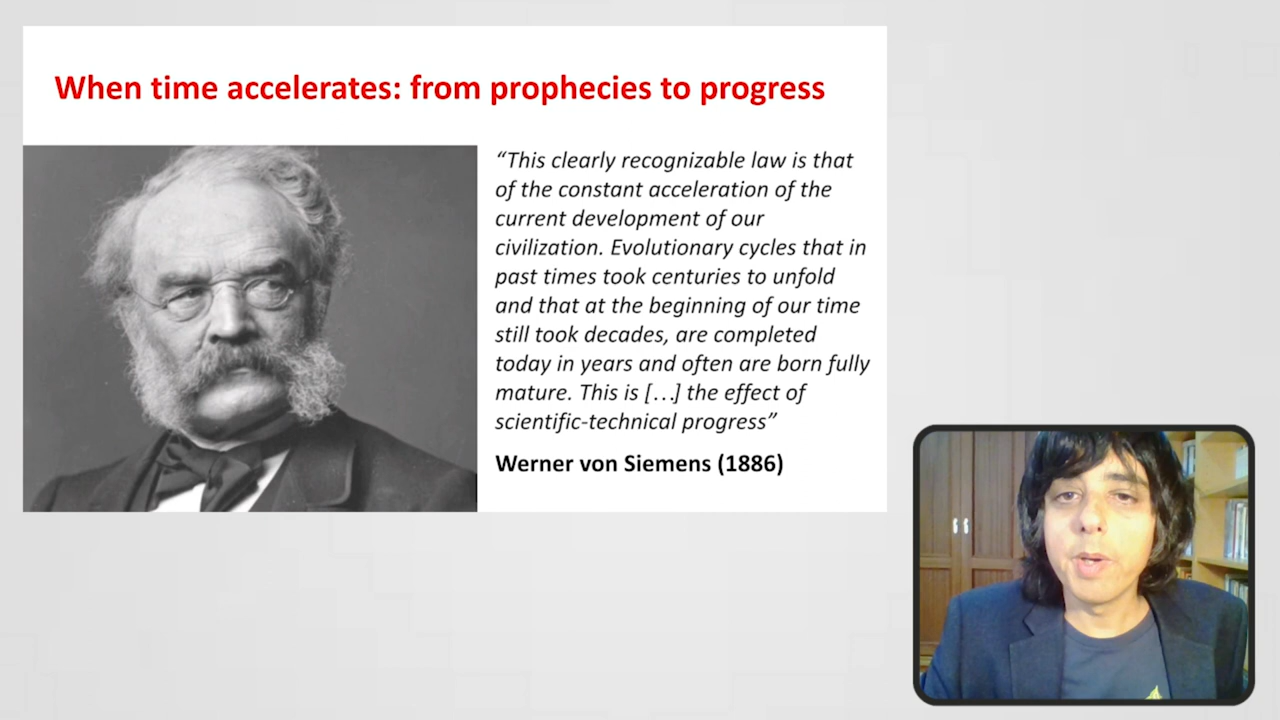 When time accelerates: from prophecies to progress
“This clearly recognizable law is that
of the constant acceleration of the
current development of our
civilization. Evolutionary cycles that in
past times took centuries to unfold
and that at the beginning of our time
still took decades, are completed
today in years and often are born fully
mature. This is […] the effect of
scientific-technical progress”
Werner von Siemens (1886)